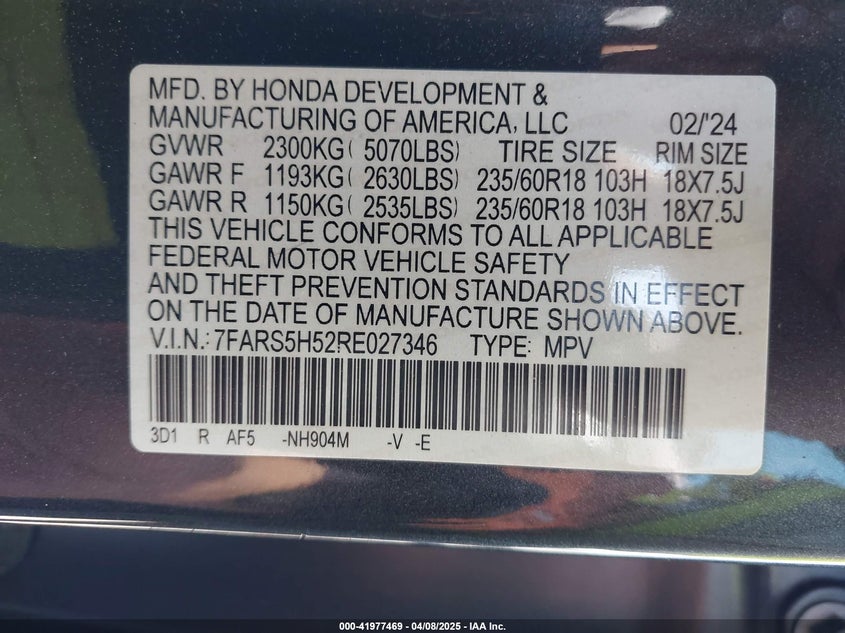 MFD. BY HONDA DEVELOPMENT &
MANUFACTURING OF AMERICA, LLC 02/'24
GVWR 2300KG( 5070LBS) TIRE SIZE RIM SIZE
GAWR F 1193KG( 2630LBS) 235/60R18 103H 18X7.5J
GAWR R 1150KG( 2535LBS) 235/60R18 103H 18X7.5J
THIS VEHICLE CONFORMS TO ALL APPLICABLE
FEDERAL MOTOR VEHICLE SAFETY
AND THEFT PREVENTION STANDARDS IN EFFECT
ON THE DATE OF MANUFACTURE SHOWN ABOVE.
V.I.N.: 7FARS5H52RE027346 TYPE: MPV
3D1 R AF5 -NH904M -V -E
000-41977469 - 04/08/2025 - IAA Inc.